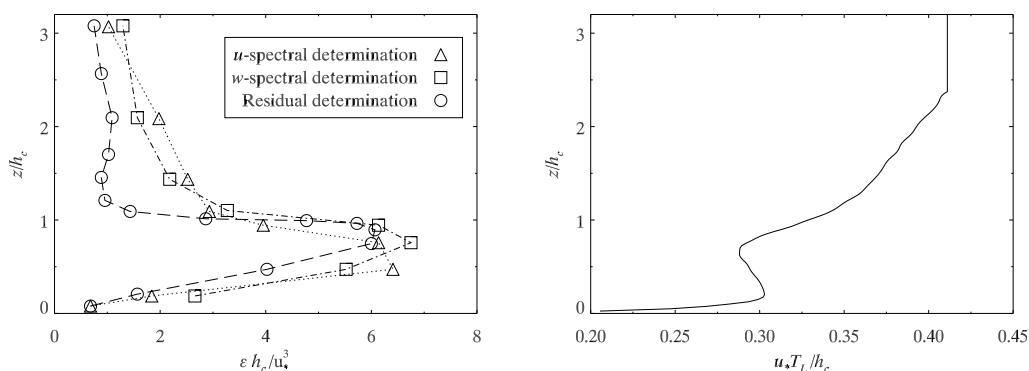 3
2
1
0
z/h_c
u-spectral determination
w-spectral determination
Residual determination
0 2 4 6 8
ε h_c/u_*^3
3
2
1
0
z/h_c
0.20 0.25 0.30 0.35 0.40 0.45
u_*T_L/h_c